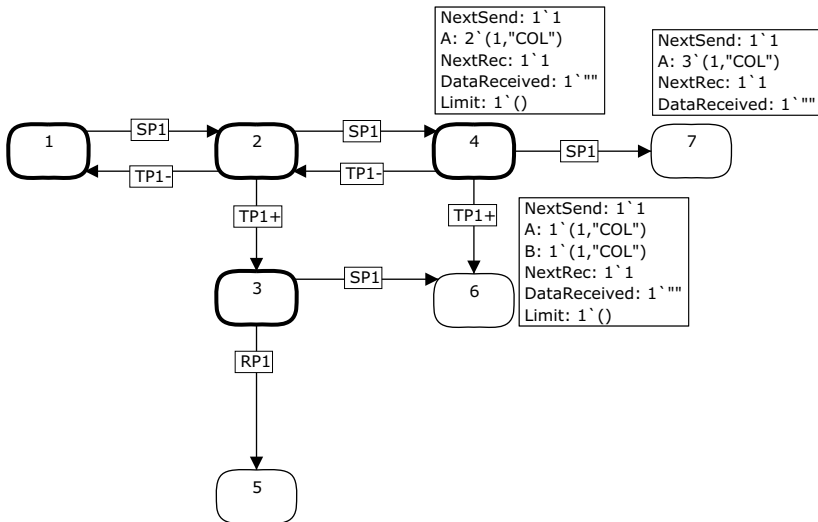 NextSend: 1`1
A: 2`(1,"COL")
NextRec: 1`1
DataReceived: 1`""
Limit: 1`()
NextSend: 1`1
A: 3`(1,"COL")
NextRec: 1`1
DataReceived: 1`""
1
SP1
2
SP1
4
SP1
7
TP1-
TP1-
TP1+
TP1+
NextSend: 1`1
A: 1`(1,"COL")
B: 1`(1,"COL")
NextRec: 1`1
DataReceived: 1`""
Limit: 1`()
3
SP1
6
RP1
5